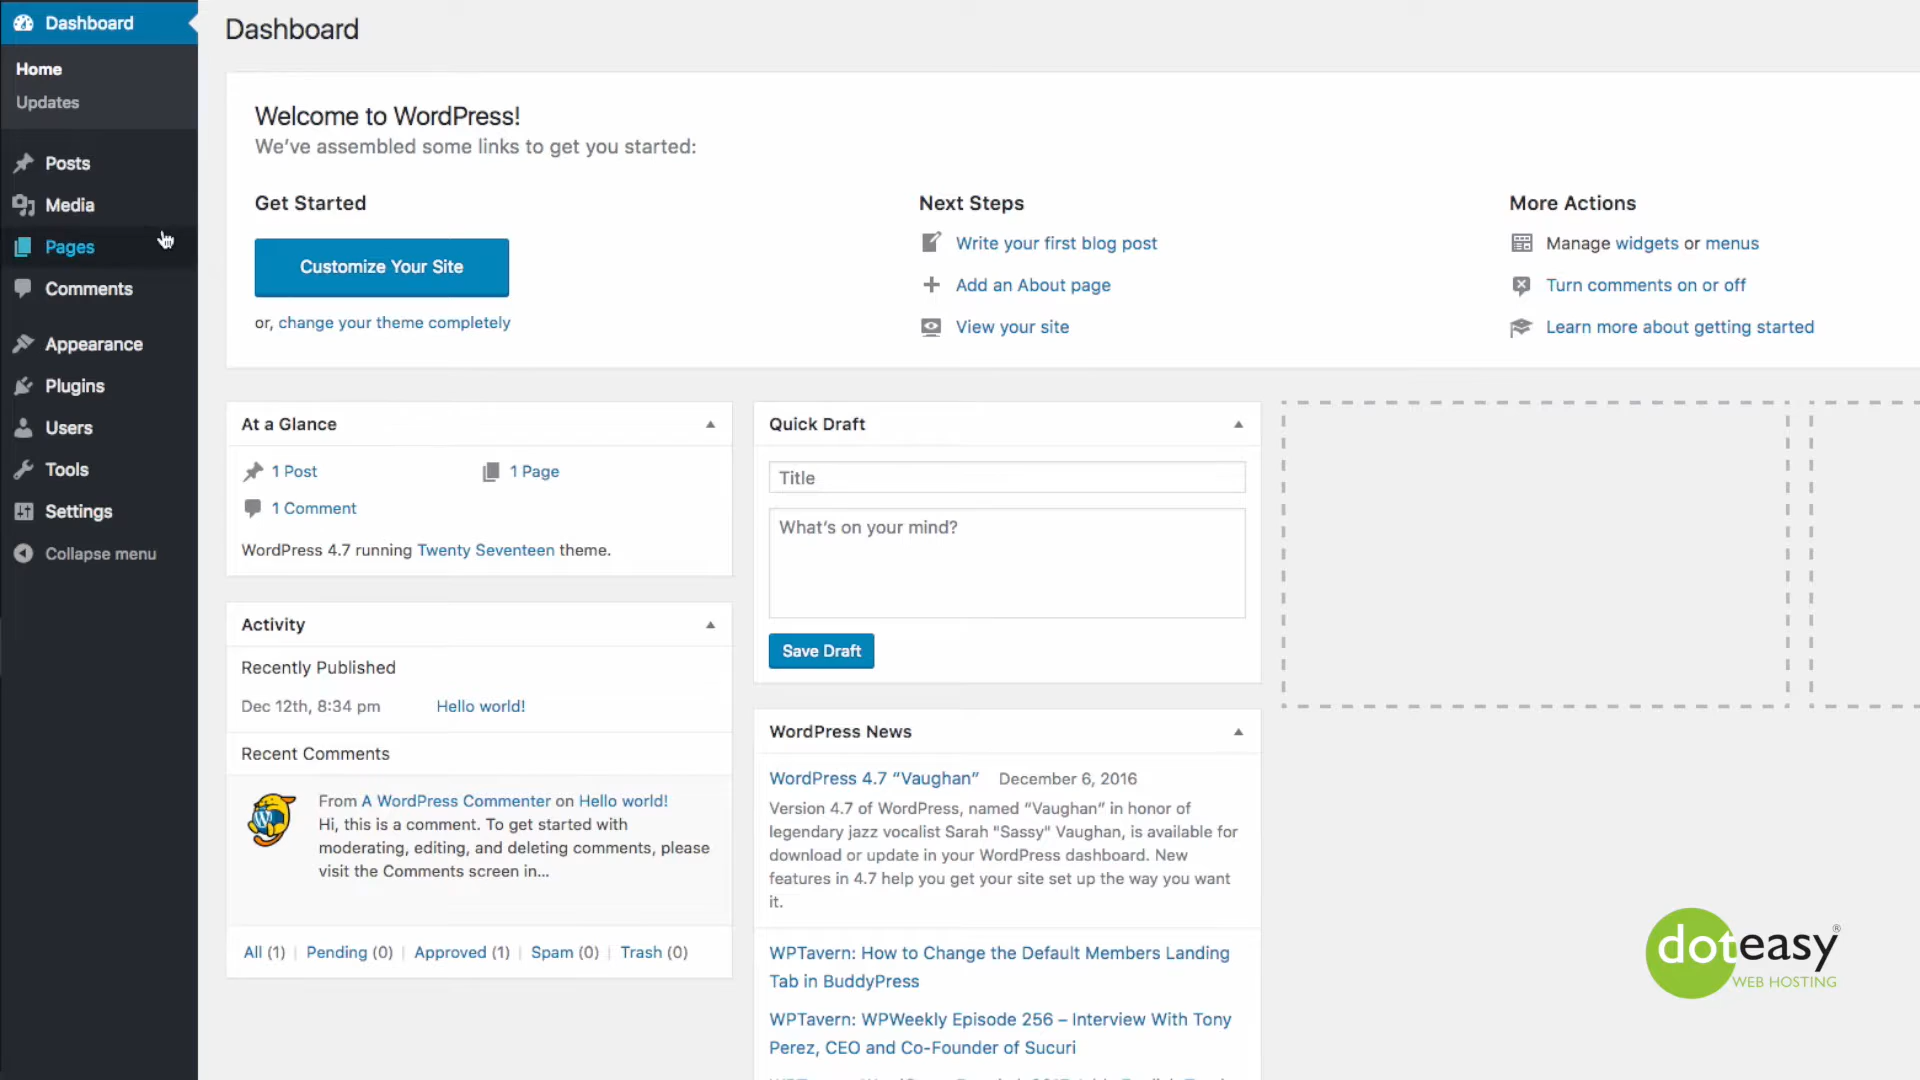 Dashboard
Home
Updates
Posts
Media
Pages
Comments
Appearance
Plugins
Users
Tools
Settings
Collapse menu
Dashboard
Welcome to WordPress!
We've assembled some links to get you started:
Get Started
Customize Your Site
or, change your theme completely
Next Steps
Write your first blog post
Add an About page
View your site
More Actions
Manage widgets or menus
Turn comments on or off
Learn more about getting started
At a Glance
1 Post
1 Page
1 Comment
WordPress 4.7 running Twenty Seventeen theme.
Activity
Recently Published
Dec 12th, 8:34 pm Hello world!
Recent Comments
From A WordPress Commenter on Hello world!
Hi, this is a comment. To get started with
moderating, editing, and deleting comments, please
visit the Comments screen in...
All (1) | Pending (0) | Approved (1) | Spam (0) | Trash (0)
Quick Draft
Title
What's on your mind?
Save Draft
WordPress News
WordPress 4.7 “Vaughan” December 6, 2016
Version 4.7 of WordPress, named “Vaughan” in honor of
legendary jazz vocalist Sarah "Sassy" Vaughan, is available for
download or update in your WordPress dashboard. New
features in 4.7 help you get your site set up the way you want
it.
WPTavern: How to Change the Default Members Landing
Tab in BuddyPress
WPTavern: WPWeekly Episode 256 – Interview With Tony
Perez, CEO and Co-Founder of Sucuri
doteasy®
WEB HOSTING